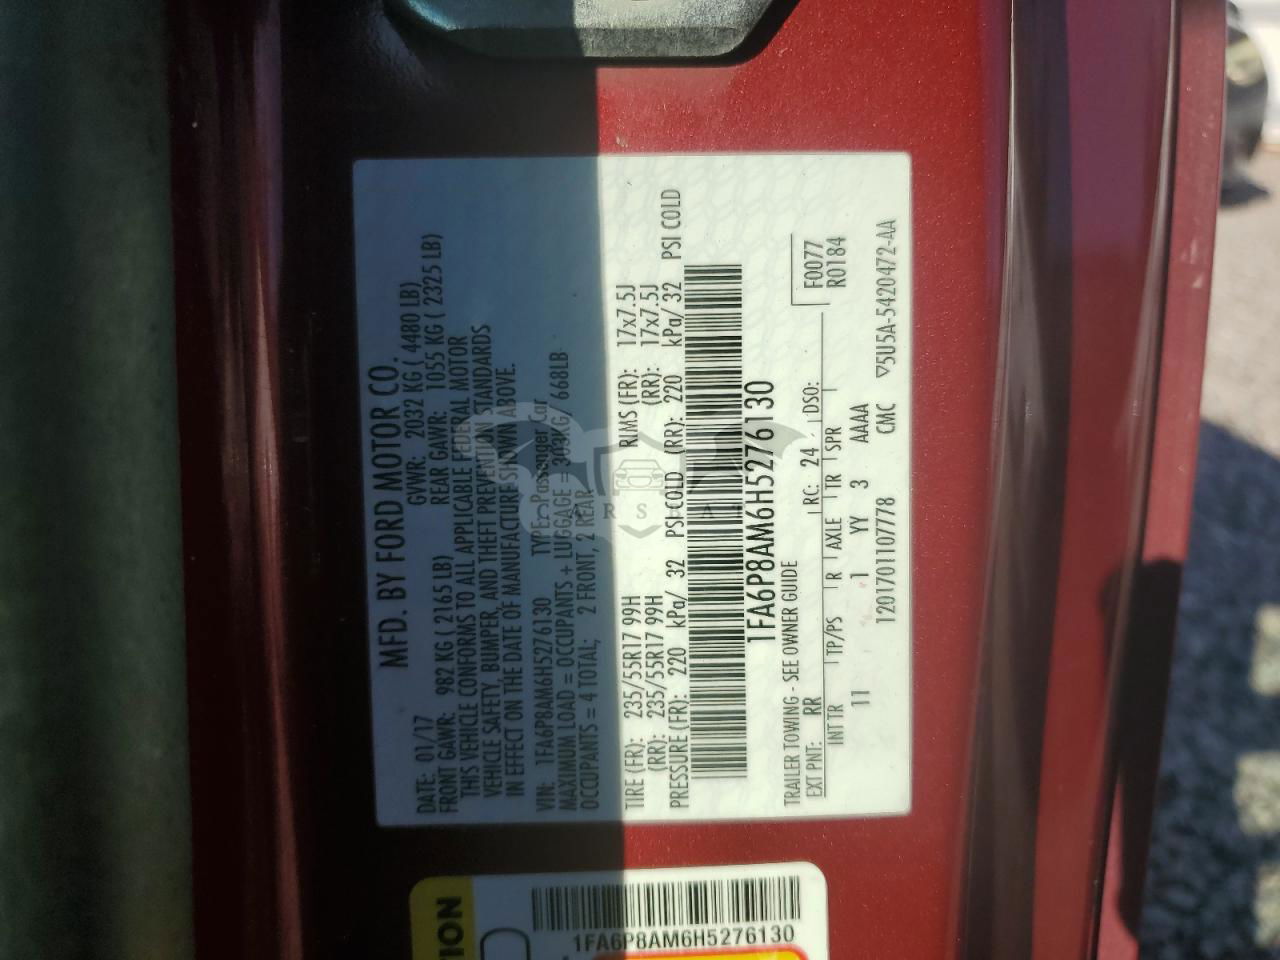 MFD. BY FORD MOTOR CO.
DATE: 01/17 GVWR: 2032 KG ( 4480 LB)
FRONT GAWR: 982 KG ( 2165 LB) REAR GAWR: 1055 KG ( 2325 LB)
THIS VEHICLE CONFORMS TO ALL APPLICABLE FEDERAL MOTOR
VEHICLE SAFETY, BUMPER, AND THEFT PREVENTION STANDARDS
IN EFFECT ON THE DATE OF MANUFACTURE SHOWN ABOVE.
VIN: 1FA6P8AM6H5276130 TYPE: Passenger Car
MAXIMUM LOAD = OCCUPANTS + LUGGAGE = 303KG/ 668LB
OCCUPANTS = 4 TOTAL; 2 FRONT, 2 REAR
TIRE (FR): 235/55R17 99H RIMS (FR): 17x7.5J
(RR): 235/55R17 99H (RR): 17x7.5J
PRESSURE (FR): 220 kPa/ 32 PSI COLD (RR): 220 kPa/ 32 PSI COLD
1FA6P8AM6H5276130
TRAILER TOWING - SEE OWNER GUIDE F0077
EXT PNT: RR RC: 24 DSO: R0184
INT TR TP/PS R AXLE TR SPR
11 1 YY 3 AAAA
1201701107778 CMC ▽5U5A-5420472-AA
TION
1FA6P8AM6H5276130